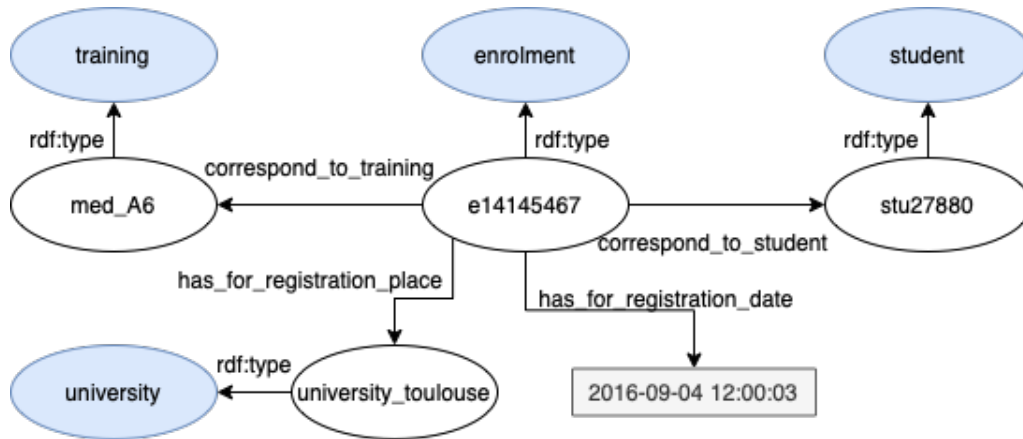 training
enrolment
student
rdf:type
rdf:type
rdf:type
correspond_to_training
med_A6
e14145467
stu27880
correspond_to_student
has_for_registration_place
has_for_registration_date
rdf:type
university
university_toulouse
2016-09-04 12:00:03